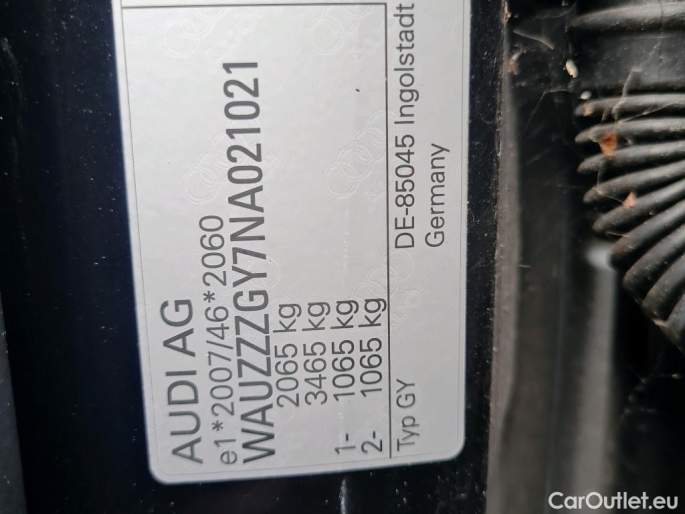 AUDI AG
e1*2007/46*2060
WAUZZZGY7NA021021
2065 kg
3465 kg
1- 1065 kg
2- 1065 kg
Typ GY
DE-85045 Ingolstadt
Germany
CarOutlet.eu